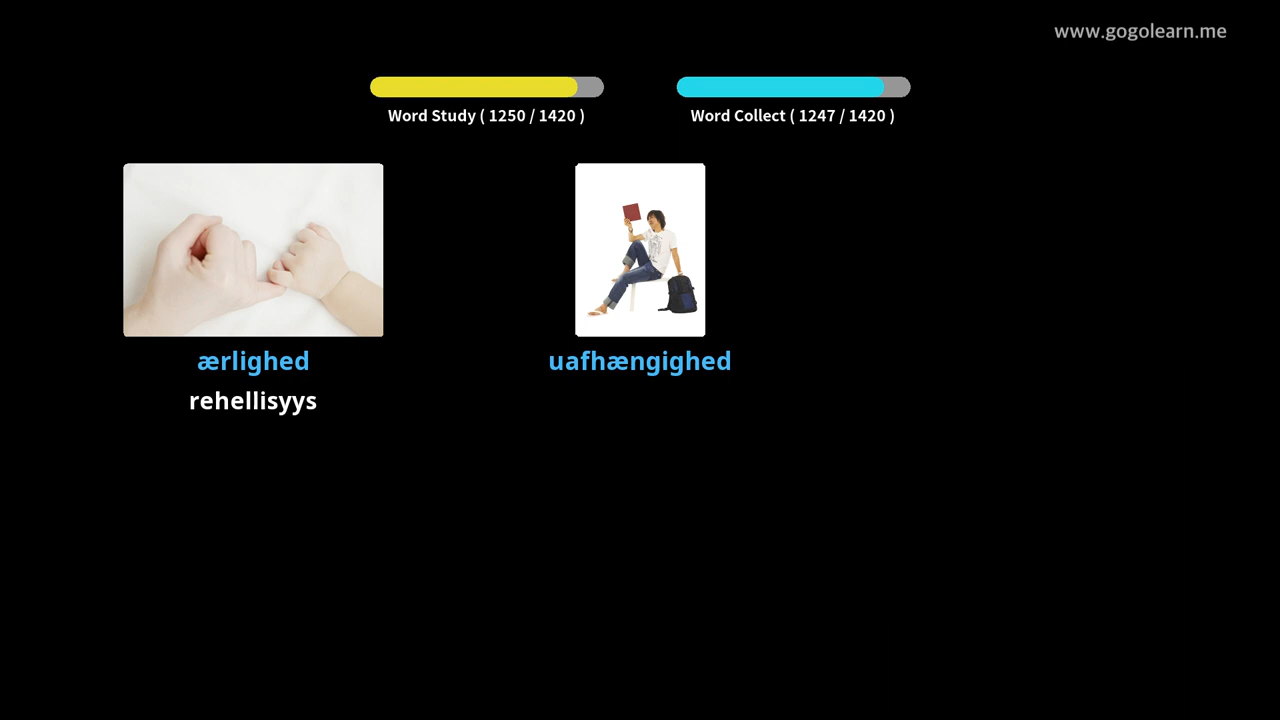 www.gogolearn.me
Word Study ( 1250 / 1420 )
Word Collect ( 1247 / 1420 )
ærlighed
rehellisyys
uafhængighed